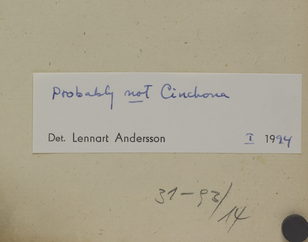 Probably not Cinchona
Det. Lennart Andersson I 1994
31-93/14